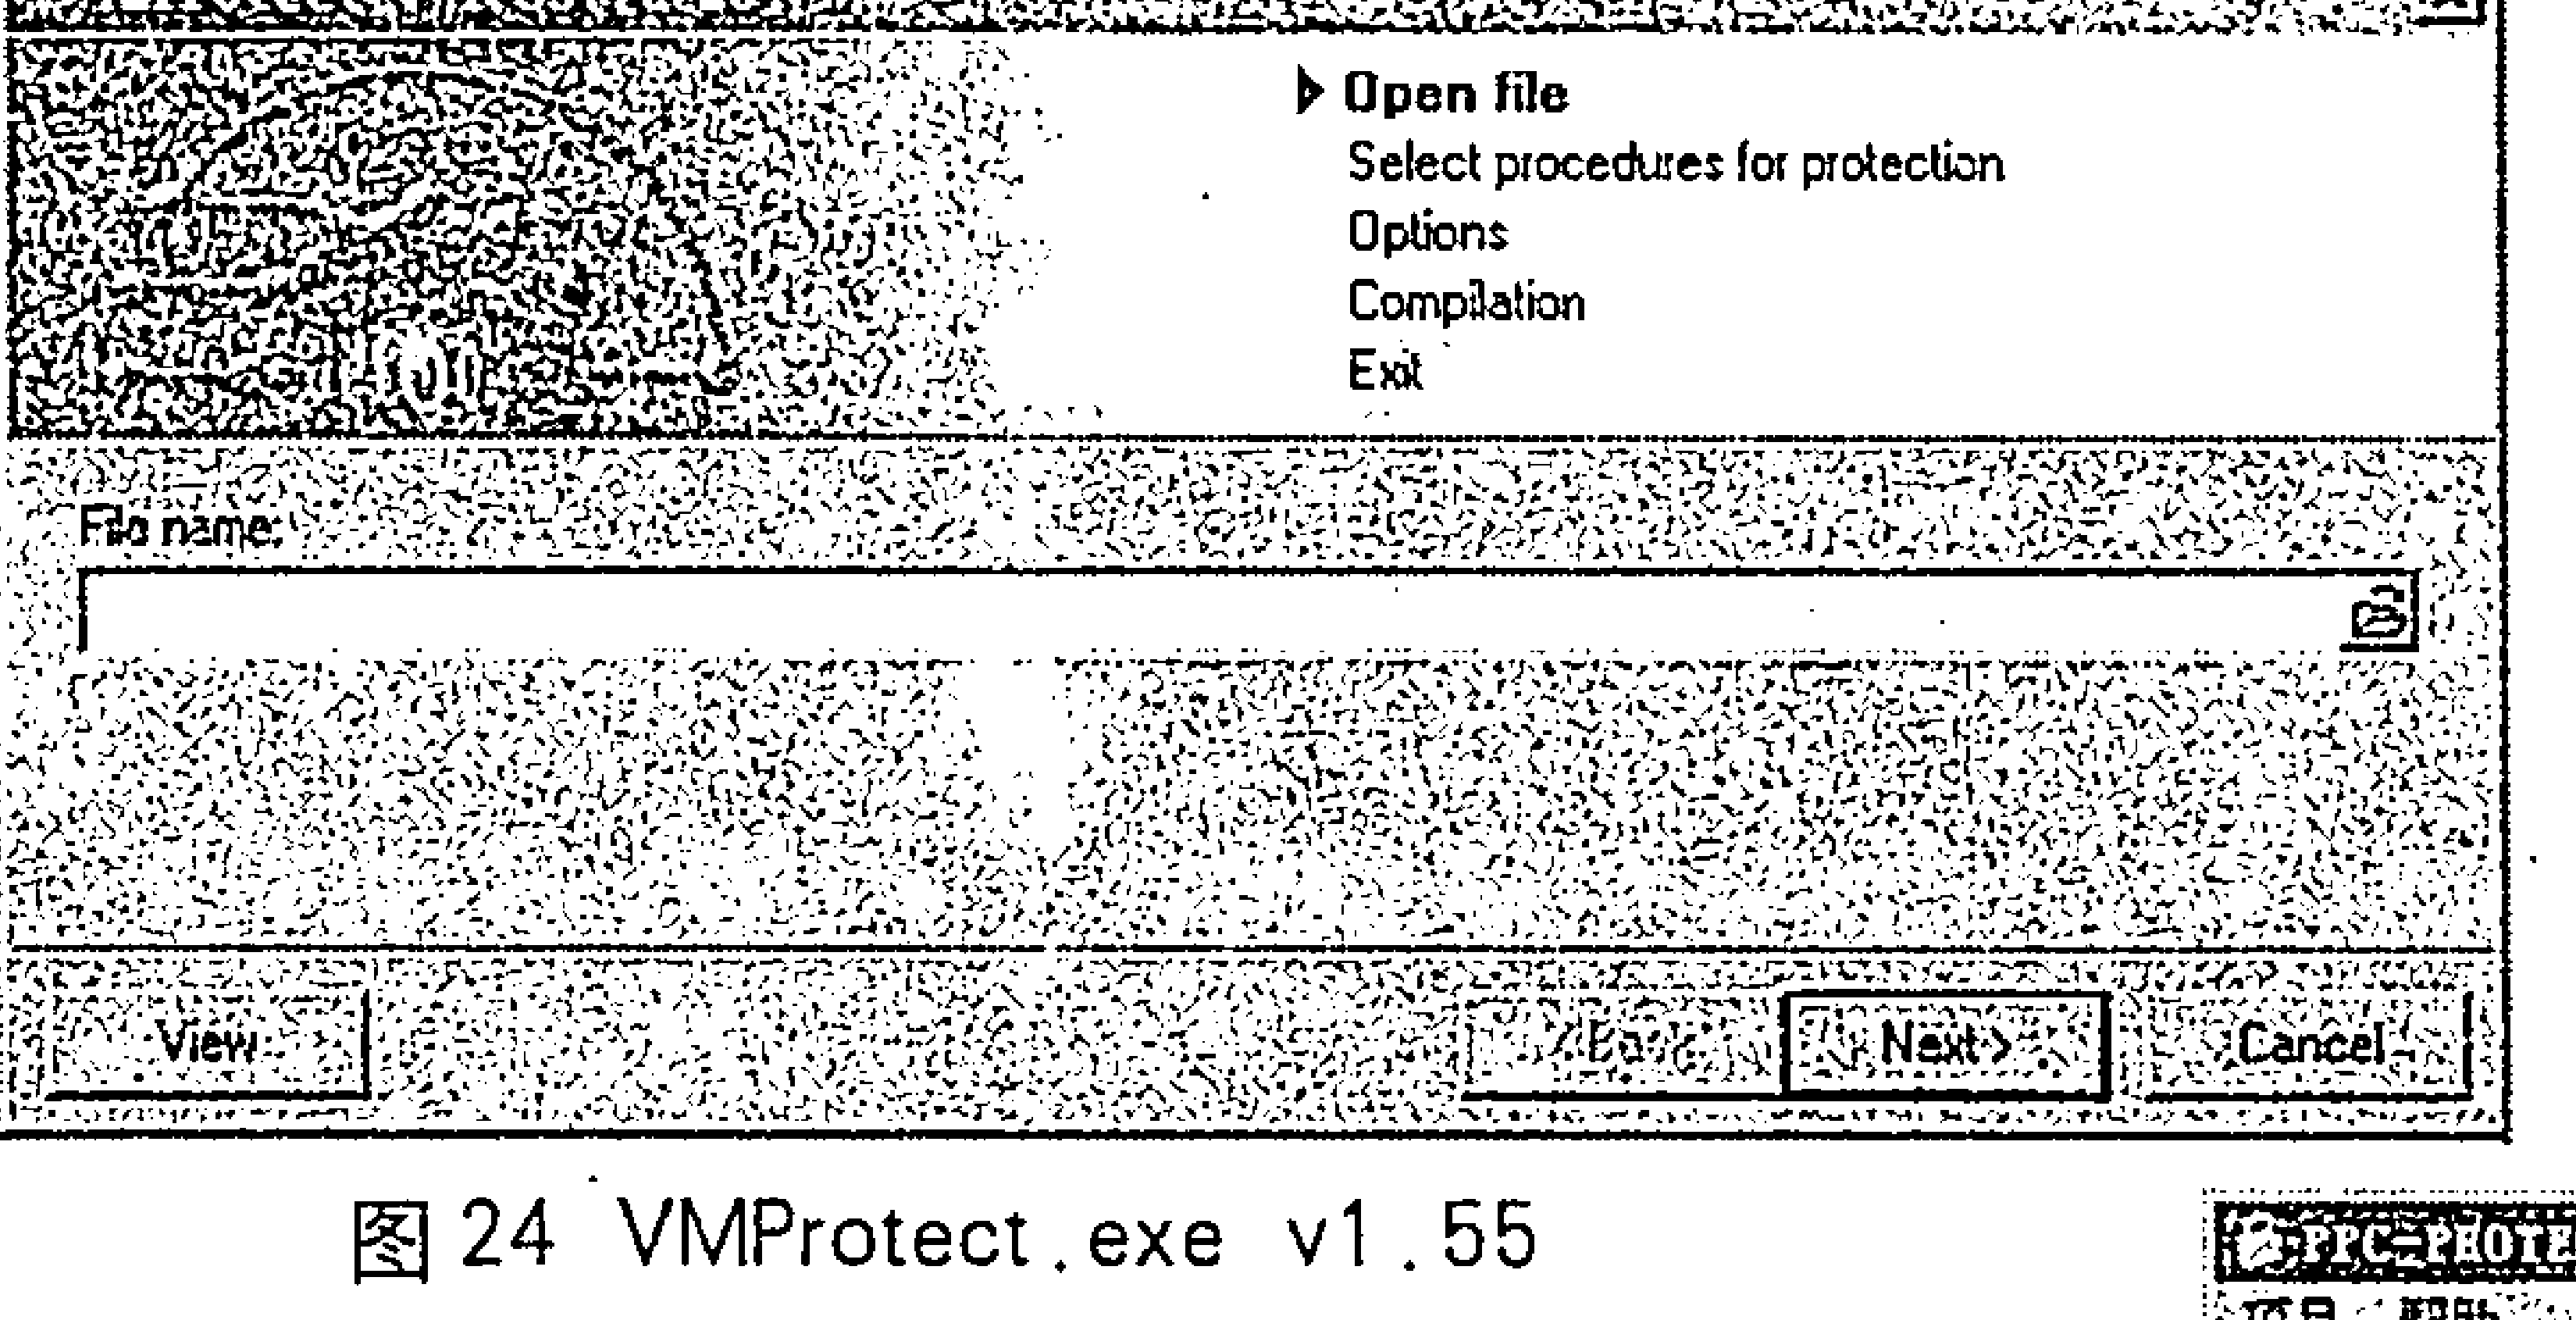 Open file
Select procedures for protection
Options
Compilation
Exit
File name:
View
Next >
Cancel
图 24 VMProtect.exe v1.55